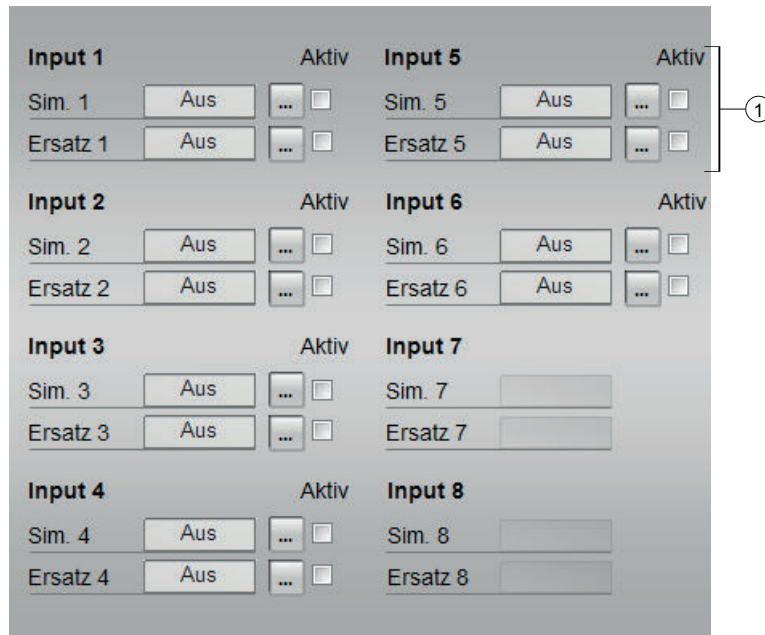 Input 1 Aktiv
Sim. 1 Aus ...
Ersatz 1 Aus ...
Input 2 Aktiv
Sim. 2 Aus ...
Ersatz 2 Aus ...
Input 3 Aktiv
Sim. 3 Aus ...
Ersatz 3 Aus ...
Input 4 Aktiv
Sim. 4 Aus ...
Ersatz 4 Aus ...
Input 5 Aktiv
Sim. 5 Aus ...
Ersatz 5 Aus ...
1
Input 6 Aktiv
Sim. 6 Aus ...
Ersatz 6 Aus ...
Input 7
Sim. 7
Ersatz 7
Input 8
Sim. 8
Ersatz 8